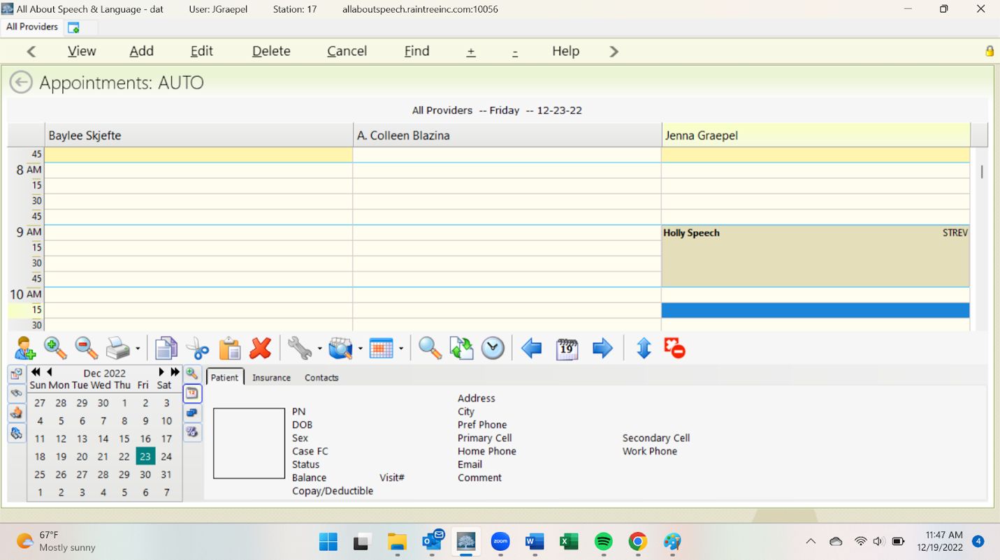 All About Speech & Language - dat User: JGraepel Station: 17 allaboutspeech.raintreeinc.com:10056
All Providers
View Add Edit Delete Cancel Find + - Help
Appointments: AUTO
All Providers -- Friday -- 12-23-22
Baylee Skjefte A. Colleen Blazina Jenna Graepel
45
8 AM
15
30
45
9 AM Holly Speech STREV
15
30
45
10 AM
15
30
19
Dec 2022
Sun Mon Tue Wed Thu Fri Sat
27 28 29 30 1 2 3
4 5 6 7 8 9 10
11 12 13 14 15 16 17
18 19 20 21 22 23 24
25 26 27 28 29 30 31
1 2 3 4 5 6 7
12
Patient Insurance Contacts
Address
PN City
DOB Pref Phone
Sex Primary Cell Secondary Cell
Case FC Home Phone Work Phone
Status Email
Balance Visit# Comment
Copay/Deductible
67°F
Mostly sunny
zoom
11:47 AM
12/19/2022
4